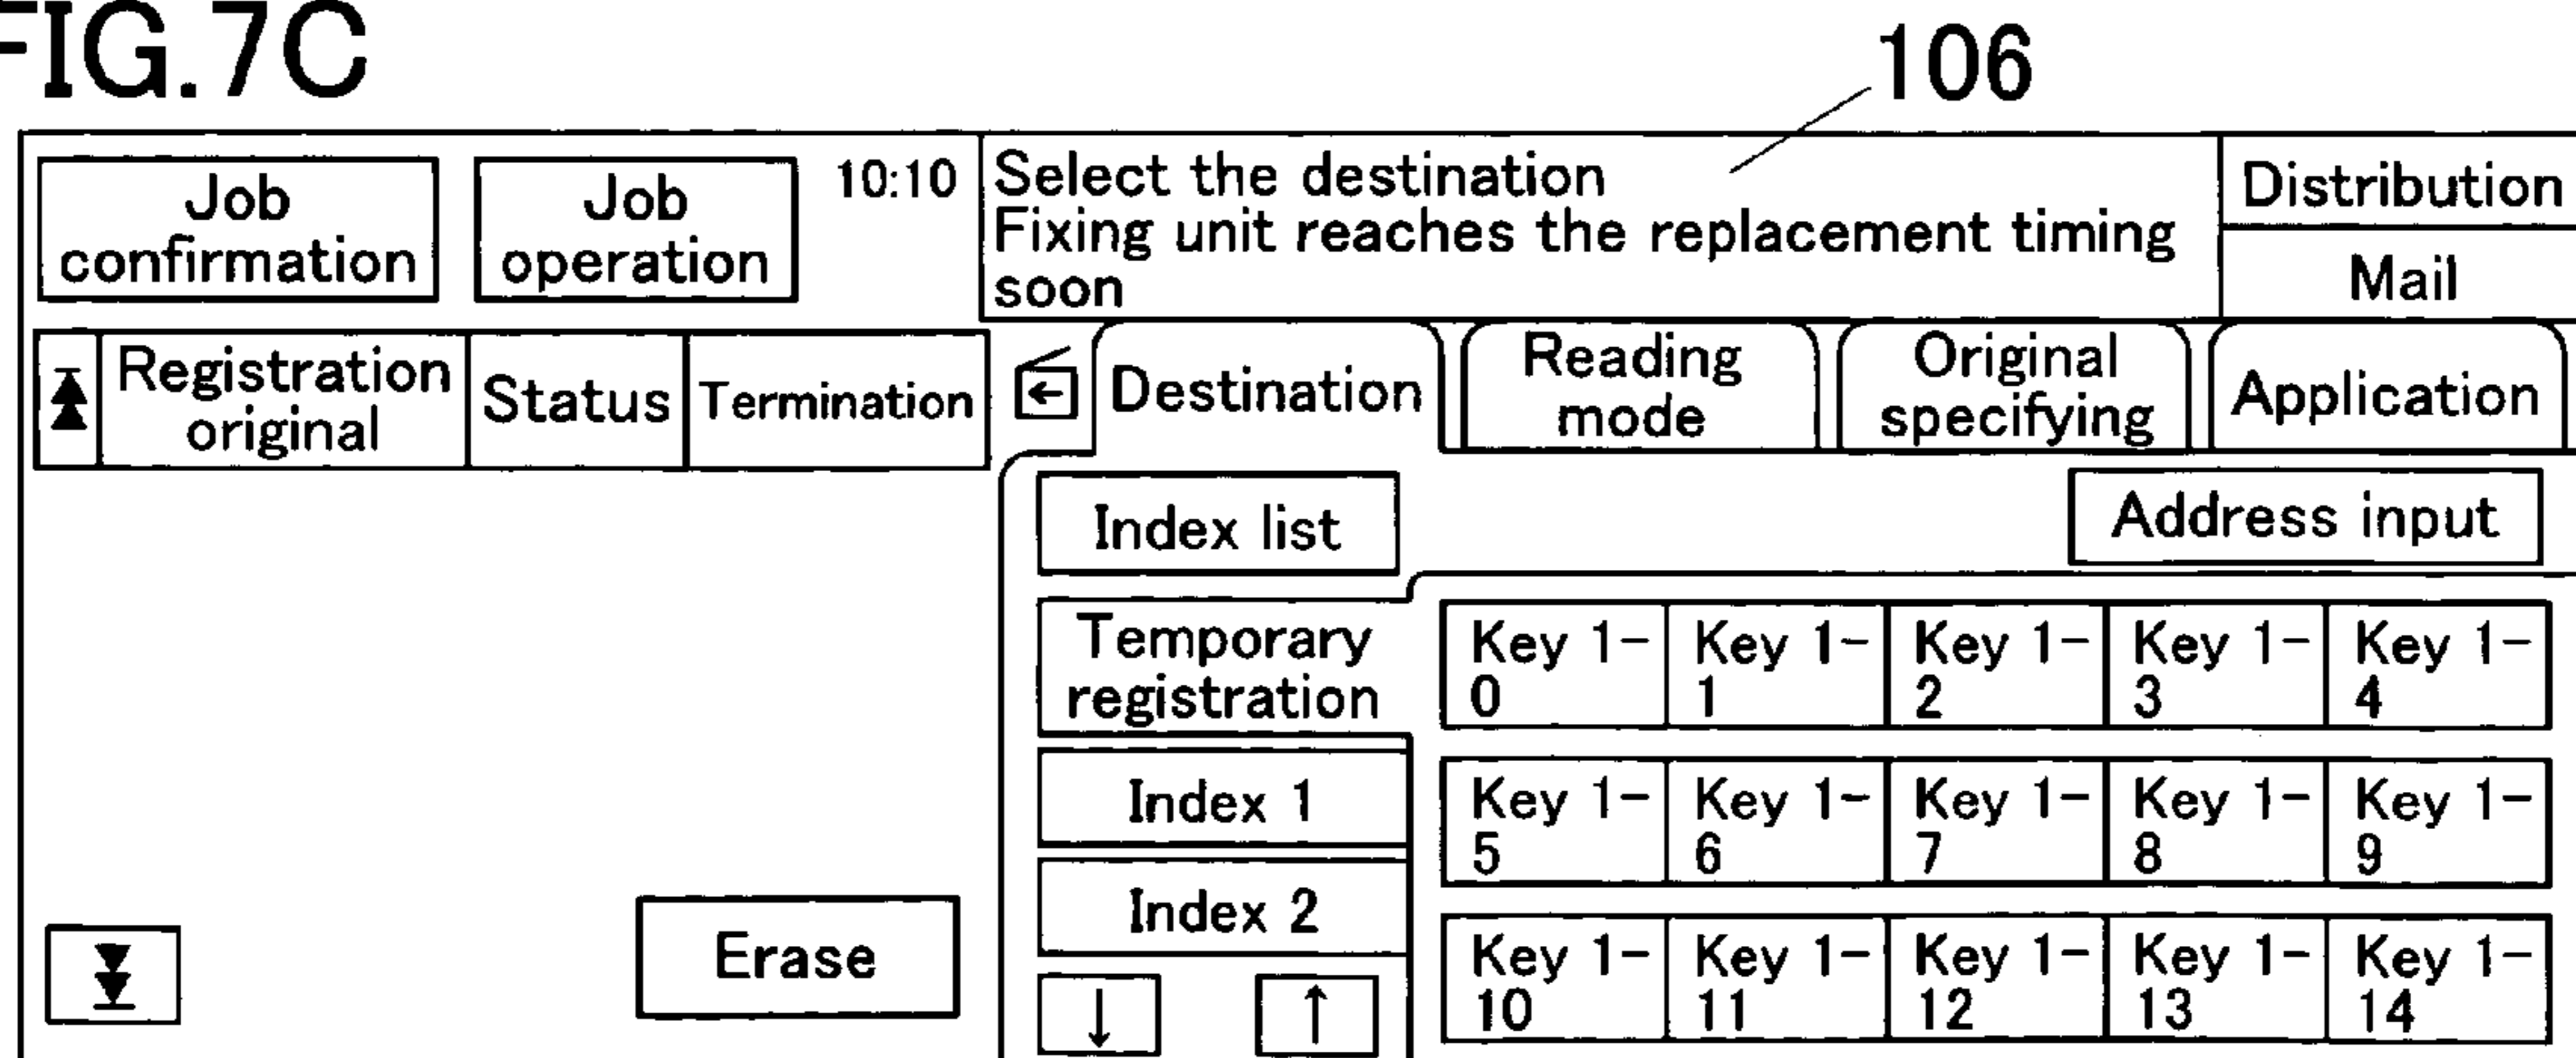 FIG.7C
106
Job
confirmation
Job
operation
10:10
Select the destination
Fixing unit reaches the replacement timing
soon
Distribution
Mail
Registration
original
Status
Termination
Destination
Reading
mode
Original
specifying
Application
Index list
Address input
Temporary
registration
Index 1
Index 2
Key 1-
0
Key 1-
1
Key 1-
2
Key 1-
3
Key 1-
4
Key 1-
5
Key 1-
6
Key 1-
7
Key 1-
8
Key 1-
9
Key 1-
10
Key 1-
11
Key 1-
12
Key 1-
13
Key 1-
14
Erase